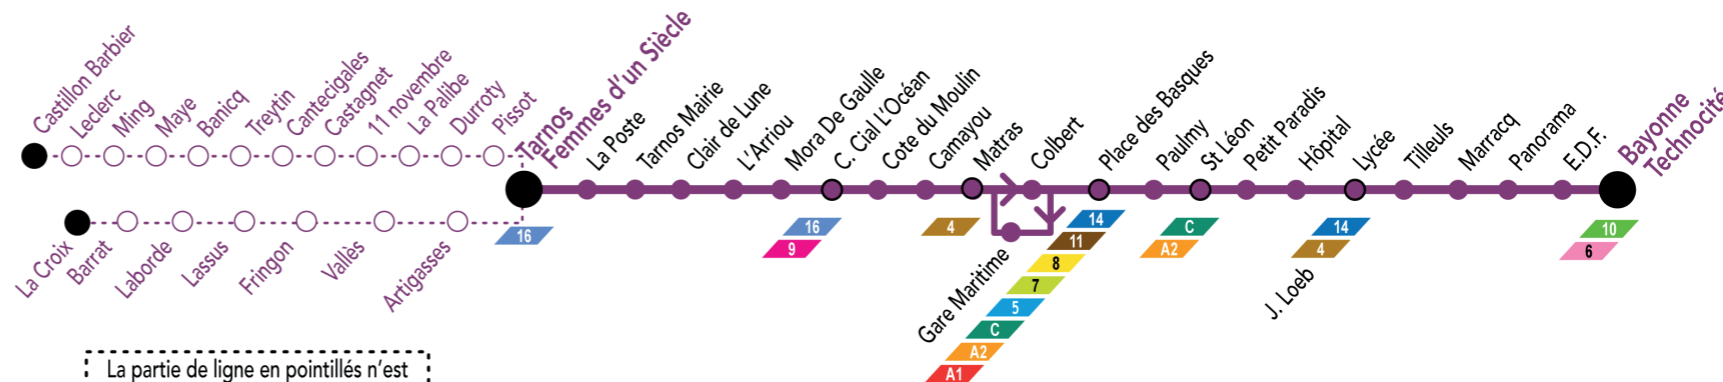 Castillon Barbier
Leclerc
Ming
Maye
Banicq
Treytin
Cantecigales
Castagnet
11 novembre
La Palibe
Durroty
Pissot
Tarnos
Femmes d'un Siècle
La Poste
Tarnos Mairie
Clair de Lune
L'Arriou
Mora De Gaulle
C. Cial L'Océan
Cote du Moulin
Camayou
Matras
Colbert
Place des Basques
Paulmy
St Léon
Petit Paradis
Hôpital
Lycée
Tilleuls
Marracq
Panorama
E.D.F.
Bayonne
Technocité
La Croix
Barrat
Laborde
Lassus
Fringon
Vallès
Artigasses
16
16
9
4
Gare Maritime
14
11
8
7
5
C
A2
A1
C
A2
14
4
J. Loeb
10
6
La partie de ligne en pointillés n'est